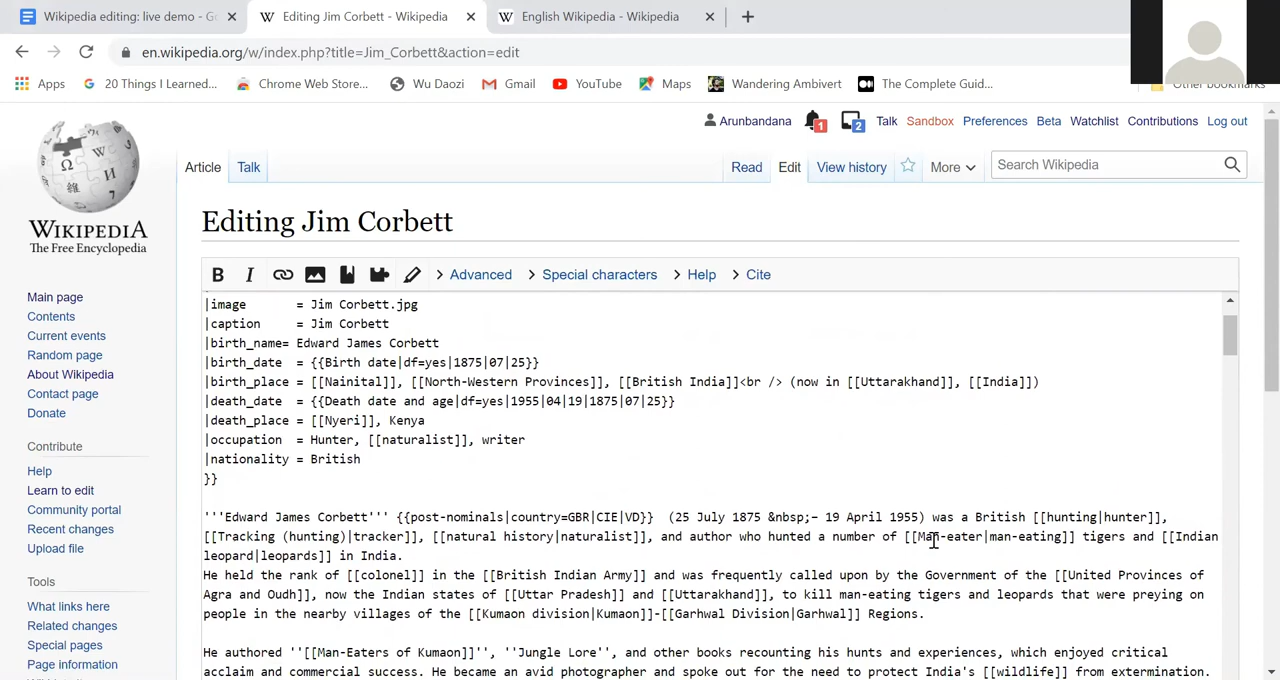 Wikipedia editing: live demo - Go
Editing Jim Corbett - Wikipedia
English Wikipedia - Wikipedia
en.wikipedia.org/w/index.php?title=Jim_Corbett&action=edit
Apps
20 Things I Learned...
Chrome Web Store...
Wu Daozi
Gmail
YouTube
Maps
Wandering Ambivert
The Complete Guid...
Other bookmarks
Arunbandana
1
2
Talk
Sandbox
Preferences
Beta
Watchlist
Contributions
Log out
WIKIPEDIA
The Free Encyclopedia
Article
Talk
Read
Edit
View history
More
Search Wikipedia
Editing Jim Corbett
Main page
Contents
Current events
Random page
About Wikipedia
Contact page
Donate
Contribute
Help
Learn to edit
Community portal
Recent changes
Upload file
Tools
What links here
Related changes
Special pages
Page information
B
I
Advanced
Special characters
Help
Cite
|image      = Jim Corbett.jpg
|caption    = Jim Corbett
|birth_name= Edward James Corbett
|birth_date  = {{Birth date|df=yes|1875|07|25}}
|birth_place = [[Nainital]], [[North-Western Provinces]], [[British India]]<br /> (now in [[Uttarakhand]], [[India]])
|death_date  = {{Death date and age|df=yes|1955|04|19|1875|07|25}}
|death_place = [[Nyeri]], Kenya
|occupation  = Hunter, [[naturalist]], writer
|nationality = British
}}
'''Edward James Corbett''' {{post-nominals|country=GBR|CIE|VD}}  (25 July 1875 &nbsp;– 19 April 1955) was a British [[hunting|hunter]],
[[Tracking (hunting)|tracker]], [[natural history|naturalist]], and author who hunted a number of [[Man-eater|man-eating]] tigers and [[Indian
leopard|leopards]] in India.
He held the rank of [[colonel]] in the [[British Indian Army]] and was frequently called upon by the Government of the [[United Provinces of
Agra and Oudh]], now the Indian states of [[Uttar Pradesh]] and [[Uttarakhand]], to kill man-eating tigers and leopards that were preying on
people in the nearby villages of the [[Kumaon division|Kumaon]]-[[Garhwal Division|Garhwal]] Regions.
He authored ''[[Man-Eaters of Kumaon]]'', ''Jungle Lore'', and other books recounting his hunts and experiences, which enjoyed critical
acclaim and commercial success. He became an avid photographer and spoke out for the need to protect India's [[wildlife]] from extermination.